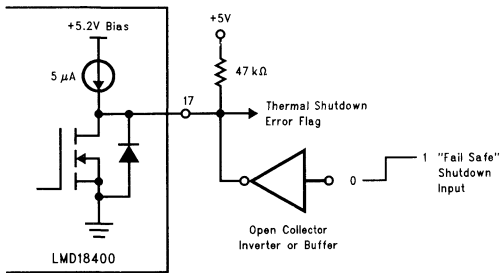 +5.2V Bias
+5V
5 μA
47 kΩ
17
Thermal Shutdown
Error Flag
0
1 "Fail Safe"
Shutdown
Input
Open Collector
Inverter or Buffer
LMD18400